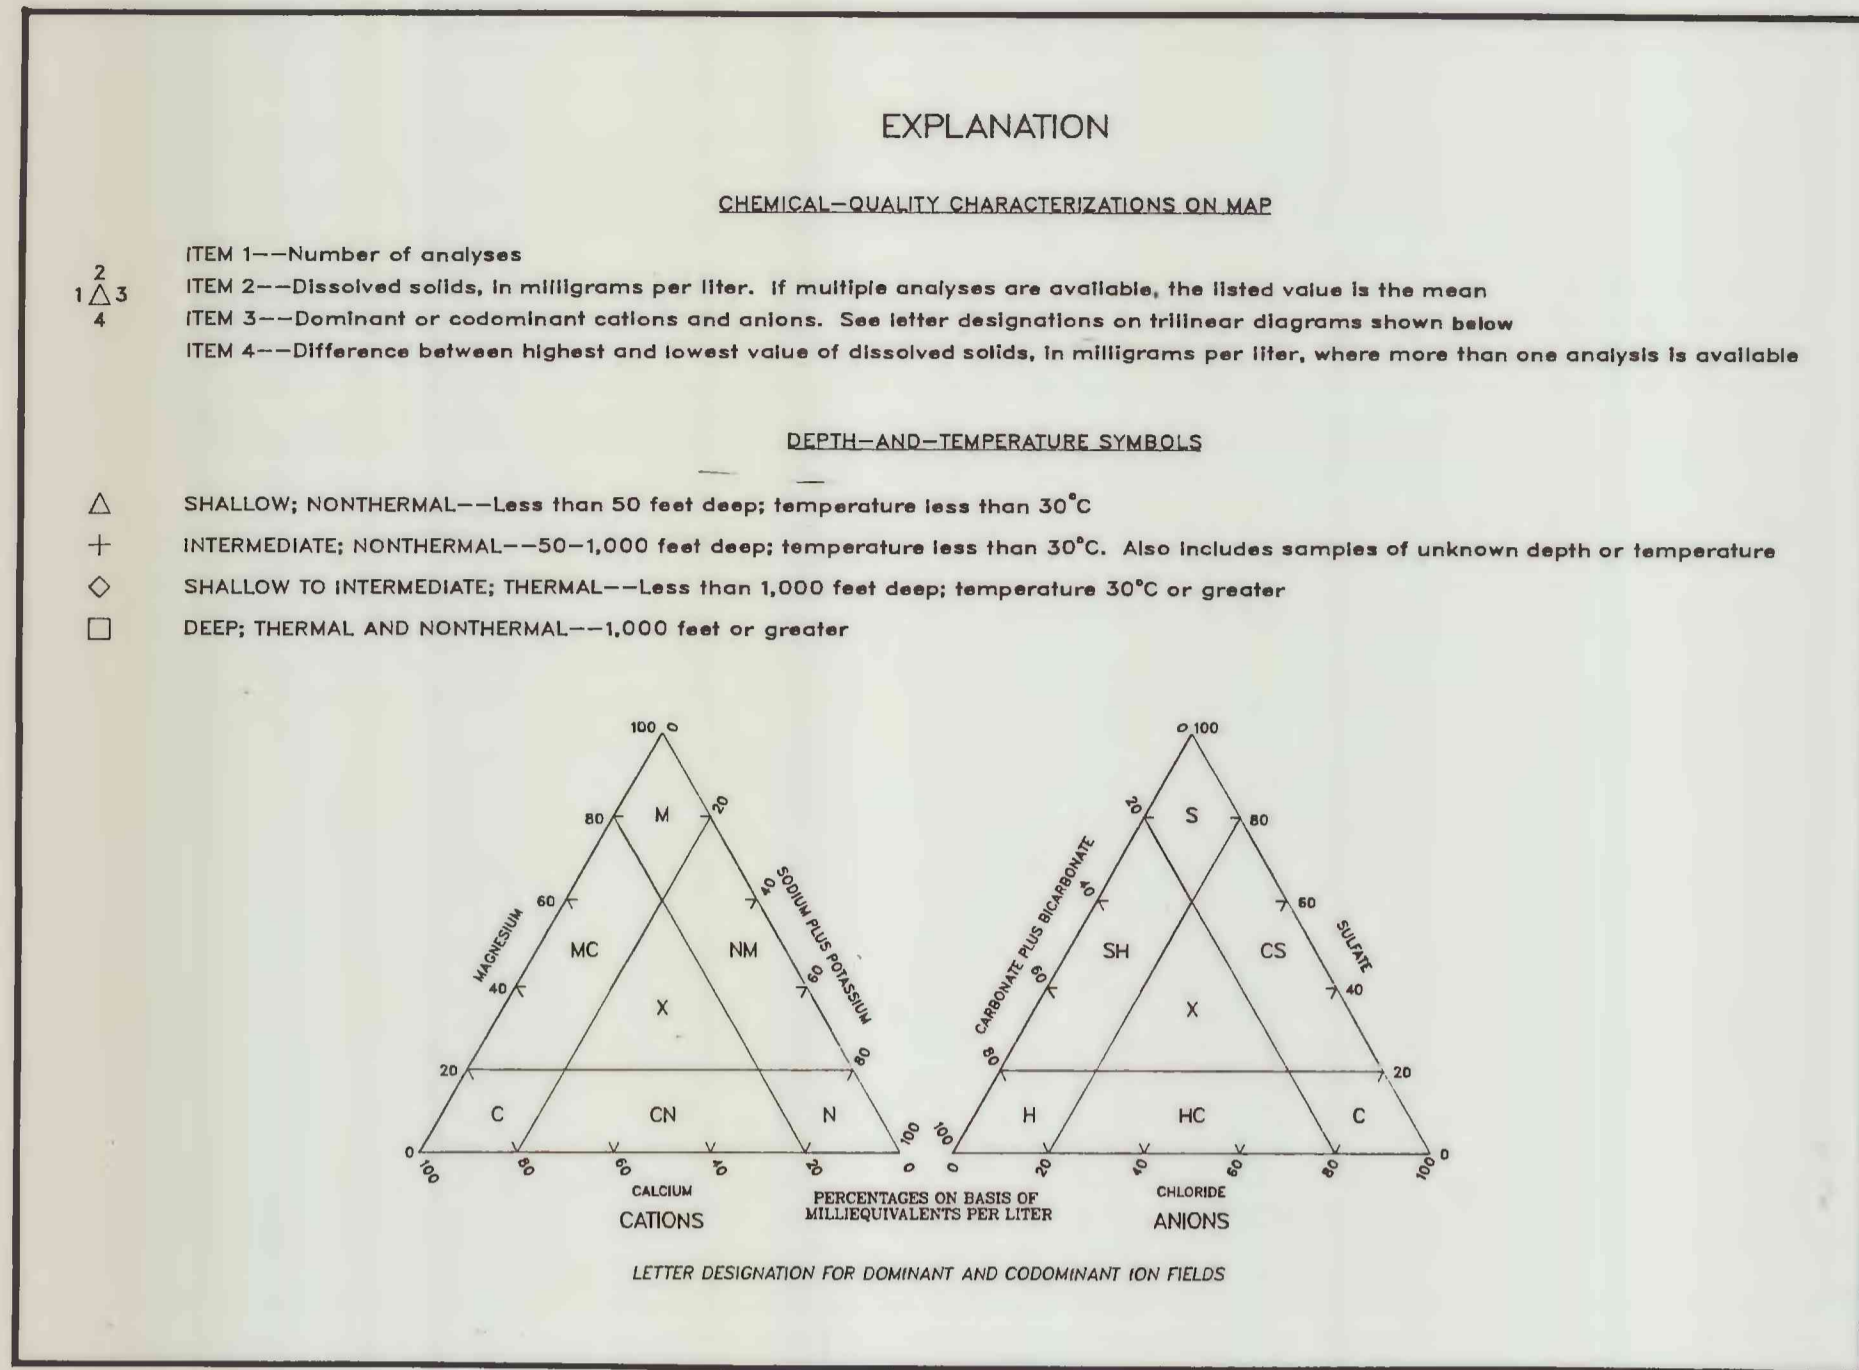 EXPLANATION
CHEMICAL—QUALITY CHARACTERIZATIONS ON MAP
2
1 △ 3
4
ITEM 1——Number of analyses
ITEM 2——Dissolved solids, in milligrams per liter. If multiple analyses are available, the listed value is the mean
ITEM 3——Dominant or codominant cations and anions. See letter designations on trilinear diagrams shown below
ITEM 4——Difference between highest and lowest value of dissolved solids, in milligrams per liter, where more than one analysis is available
DEPTH—AND—TEMPERATURE SYMBOLS
△ SHALLOW; NONTHERMAL——Less than 50 feet deep; temperature less than 30°C
+ INTERMEDIATE; NONTHERMAL——50—1,000 feet deep; temperature less than 30°C. Also includes samples of unknown depth or temperature
◇ SHALLOW TO INTERMEDIATE; THERMAL——Less than 1,000 feet deep; temperature 30°C or greater
□ DEEP; THERMAL AND NONTHERMAL——1,000 feet or greater
100 0
80 M 20
60 40
MAGNESIUM
SODIUM PLUS POTASSIUM
MC NM
40 60
X
20 80
C CN N
0 100
100 80 60 40 20 0
CALCIUM
CATIONS
0 100
20 S 80
40 60
CARBONATE PLUS BICARBONATE
SULFATE
SH CS
60 40
X
80 20
H HC C
100 0
0 20 40 60 80 100
CHLORIDE
ANIONS
PERCENTAGES ON BASIS OF
MILLIEQUIVALENTS PER LITER
LETTER DESIGNATION FOR DOMINANT AND CODOMINANT ION FIELDS